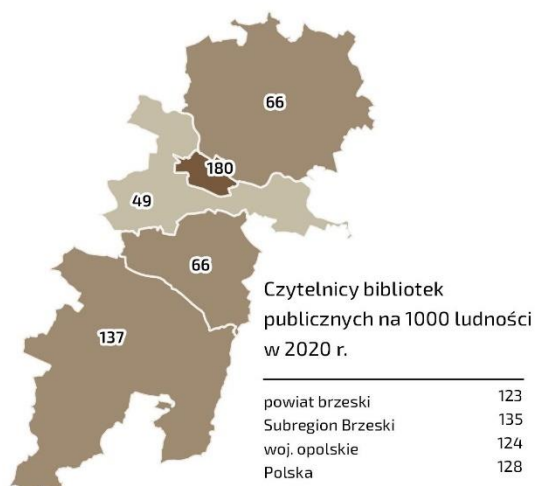 66
180
49
66
137
Czytelnicy bibliotek
publicznych na 1000 ludności
w 2020 r.
powiat brzeski 123
Subregion Brzeski 135
woj. opolskie 124
Polska 128